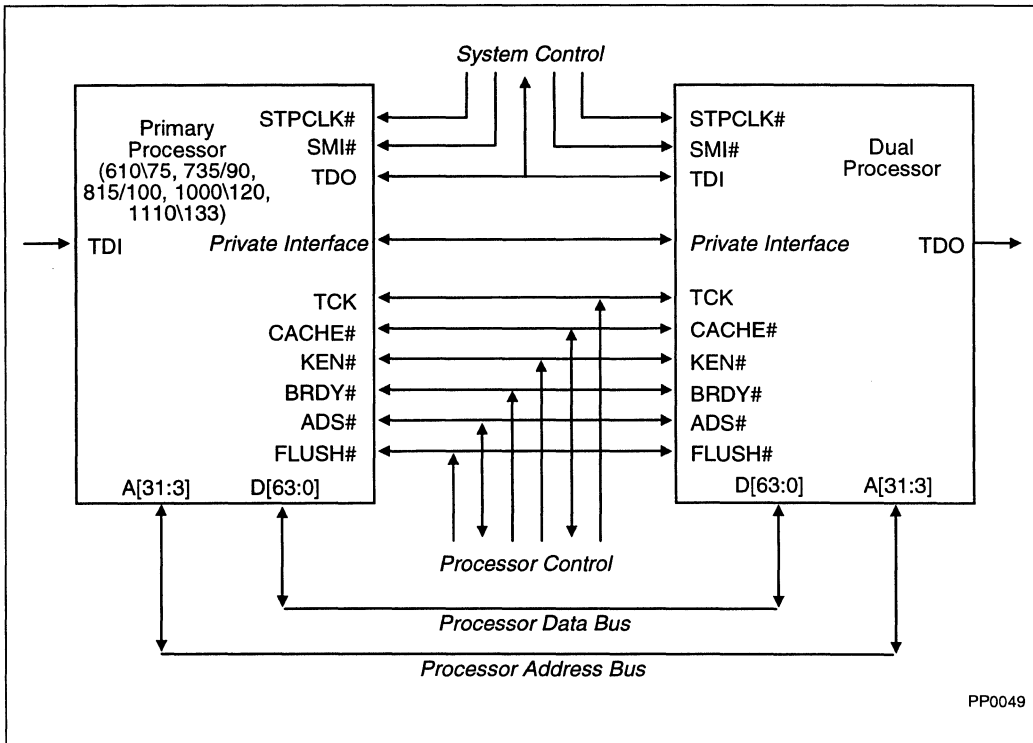 System Control
Primary
Processor
(610\75, 735/90,
815/100, 1000\120,
1110\133)
STPCLK#
SMI#
TDO
TDI
Private Interface
TCK
CACHE#
KEN#
BRDY#
ADS#
FLUSH#
A[31:3]
D[63:0]
STPCLK#
SMI#
TDI
Dual
Processor
Private Interface
TDO
TCK
CACHE#
KEN#
BRDY#
ADS#
FLUSH#
D[63:0]
A[31:3]
Processor Control
Processor Data Bus
Processor Address Bus
PP0049